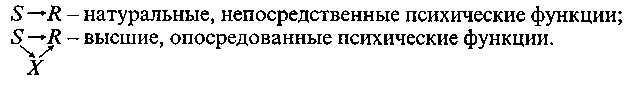 S→R – натуральные, непосредственные психические функции;
S→R – высшие, опосредованные психические функции.
X